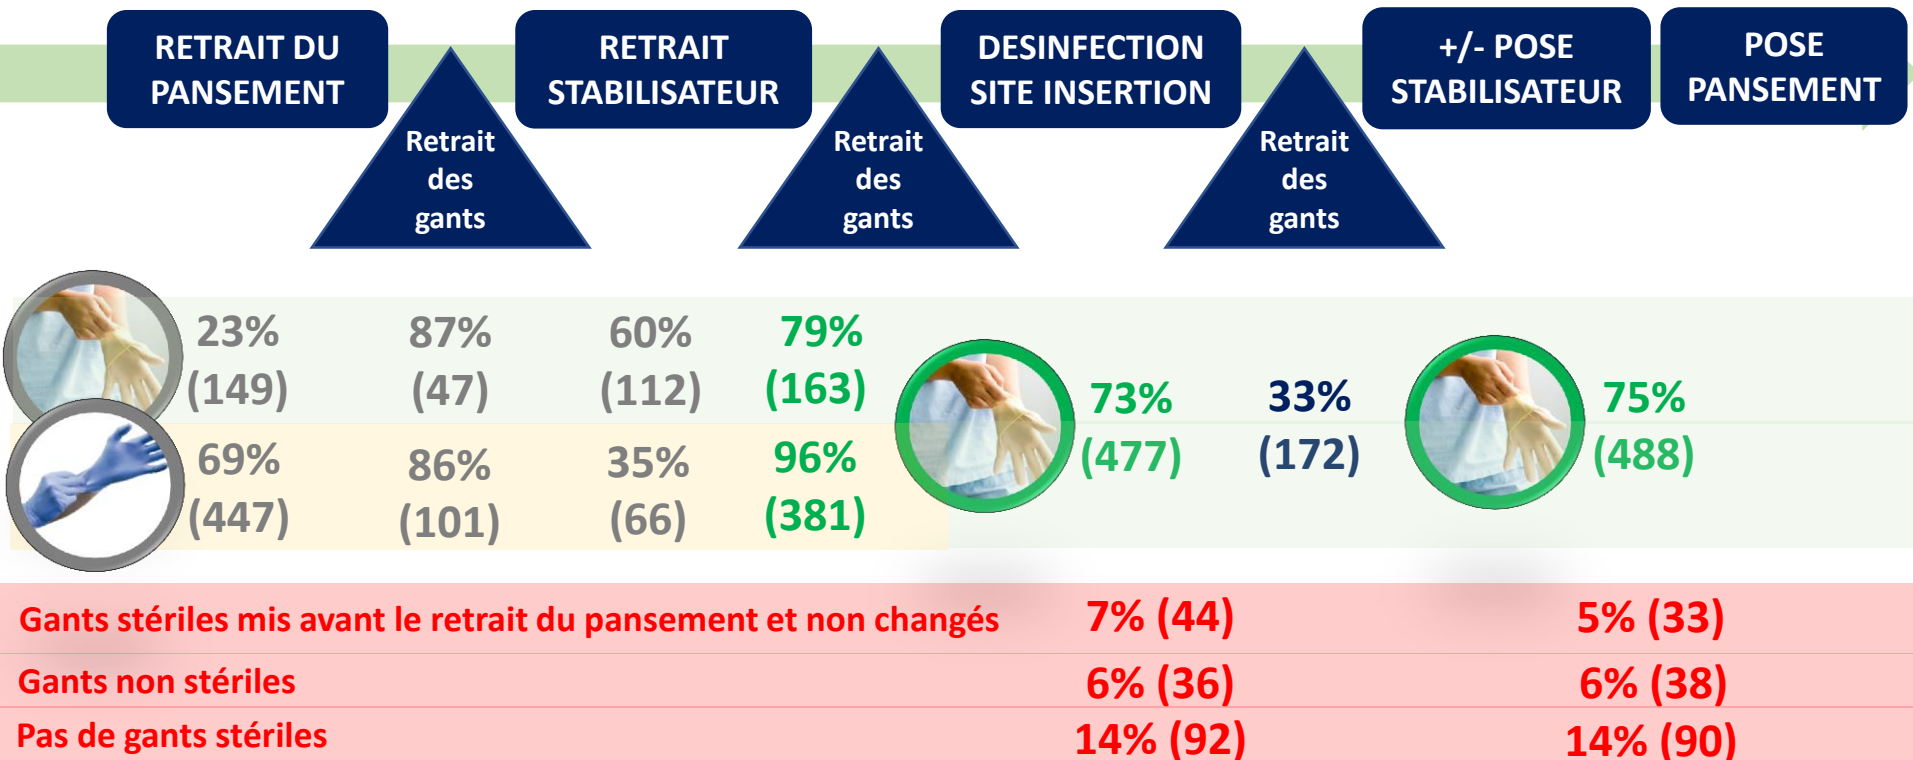 RETRAIT DU
PANSEMENT
RETRAIT
STABILISATEUR
DESINFECTION
SITE INSERTION
+/- POSE
STABILISATEUR
POSE
PANSEMENT
Retrait
des
gants
Retrait
des
gants
Retrait
des
gants
23%
(149)
87%
(47)
60%
(112)
79%
(163)
69%
(447)
86%
(101)
35%
(66)
96%
(381)
73%
(477)
33%
(172)
75%
(488)
Gants stériles mis avant le retrait du pansement et non changés 7% (44) 5% (33)
Gants non stériles 6% (36) 6% (38)
Pas de gants stériles 14% (92) 14% (90)